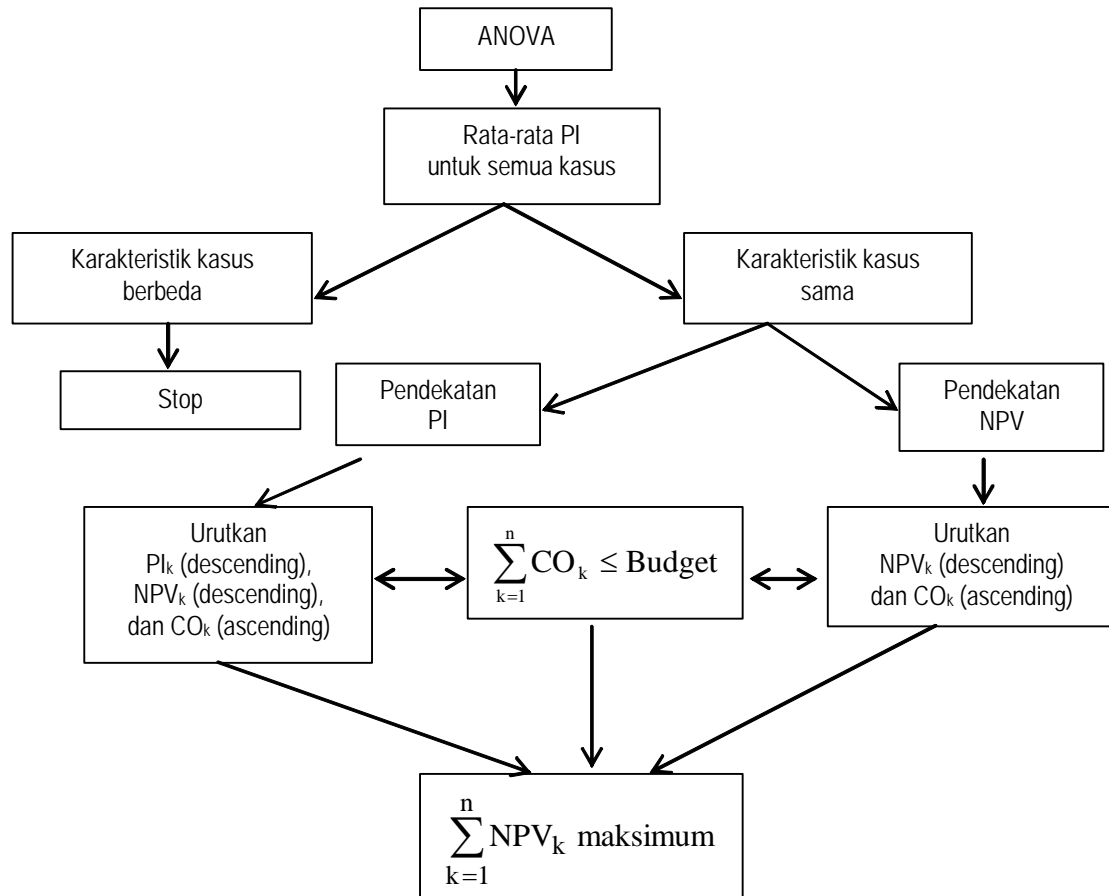 ANOVA
Rata-rata PI
untuk semua kasus
Karakteristik kasus
berbeda
Karakteristik kasus
sama
Stop
Pendekatan
PI
Pendekatan
NPV
Urutkan
PIₖ (descending),
NPVₖ (descending),
dan COₖ (ascending)
n
∑ COₖ ≤ Budget
k=1
Urutkan
NPVₖ (descending)
dan COₖ (ascending)
n
∑ NPVₖ maksimum
k=1